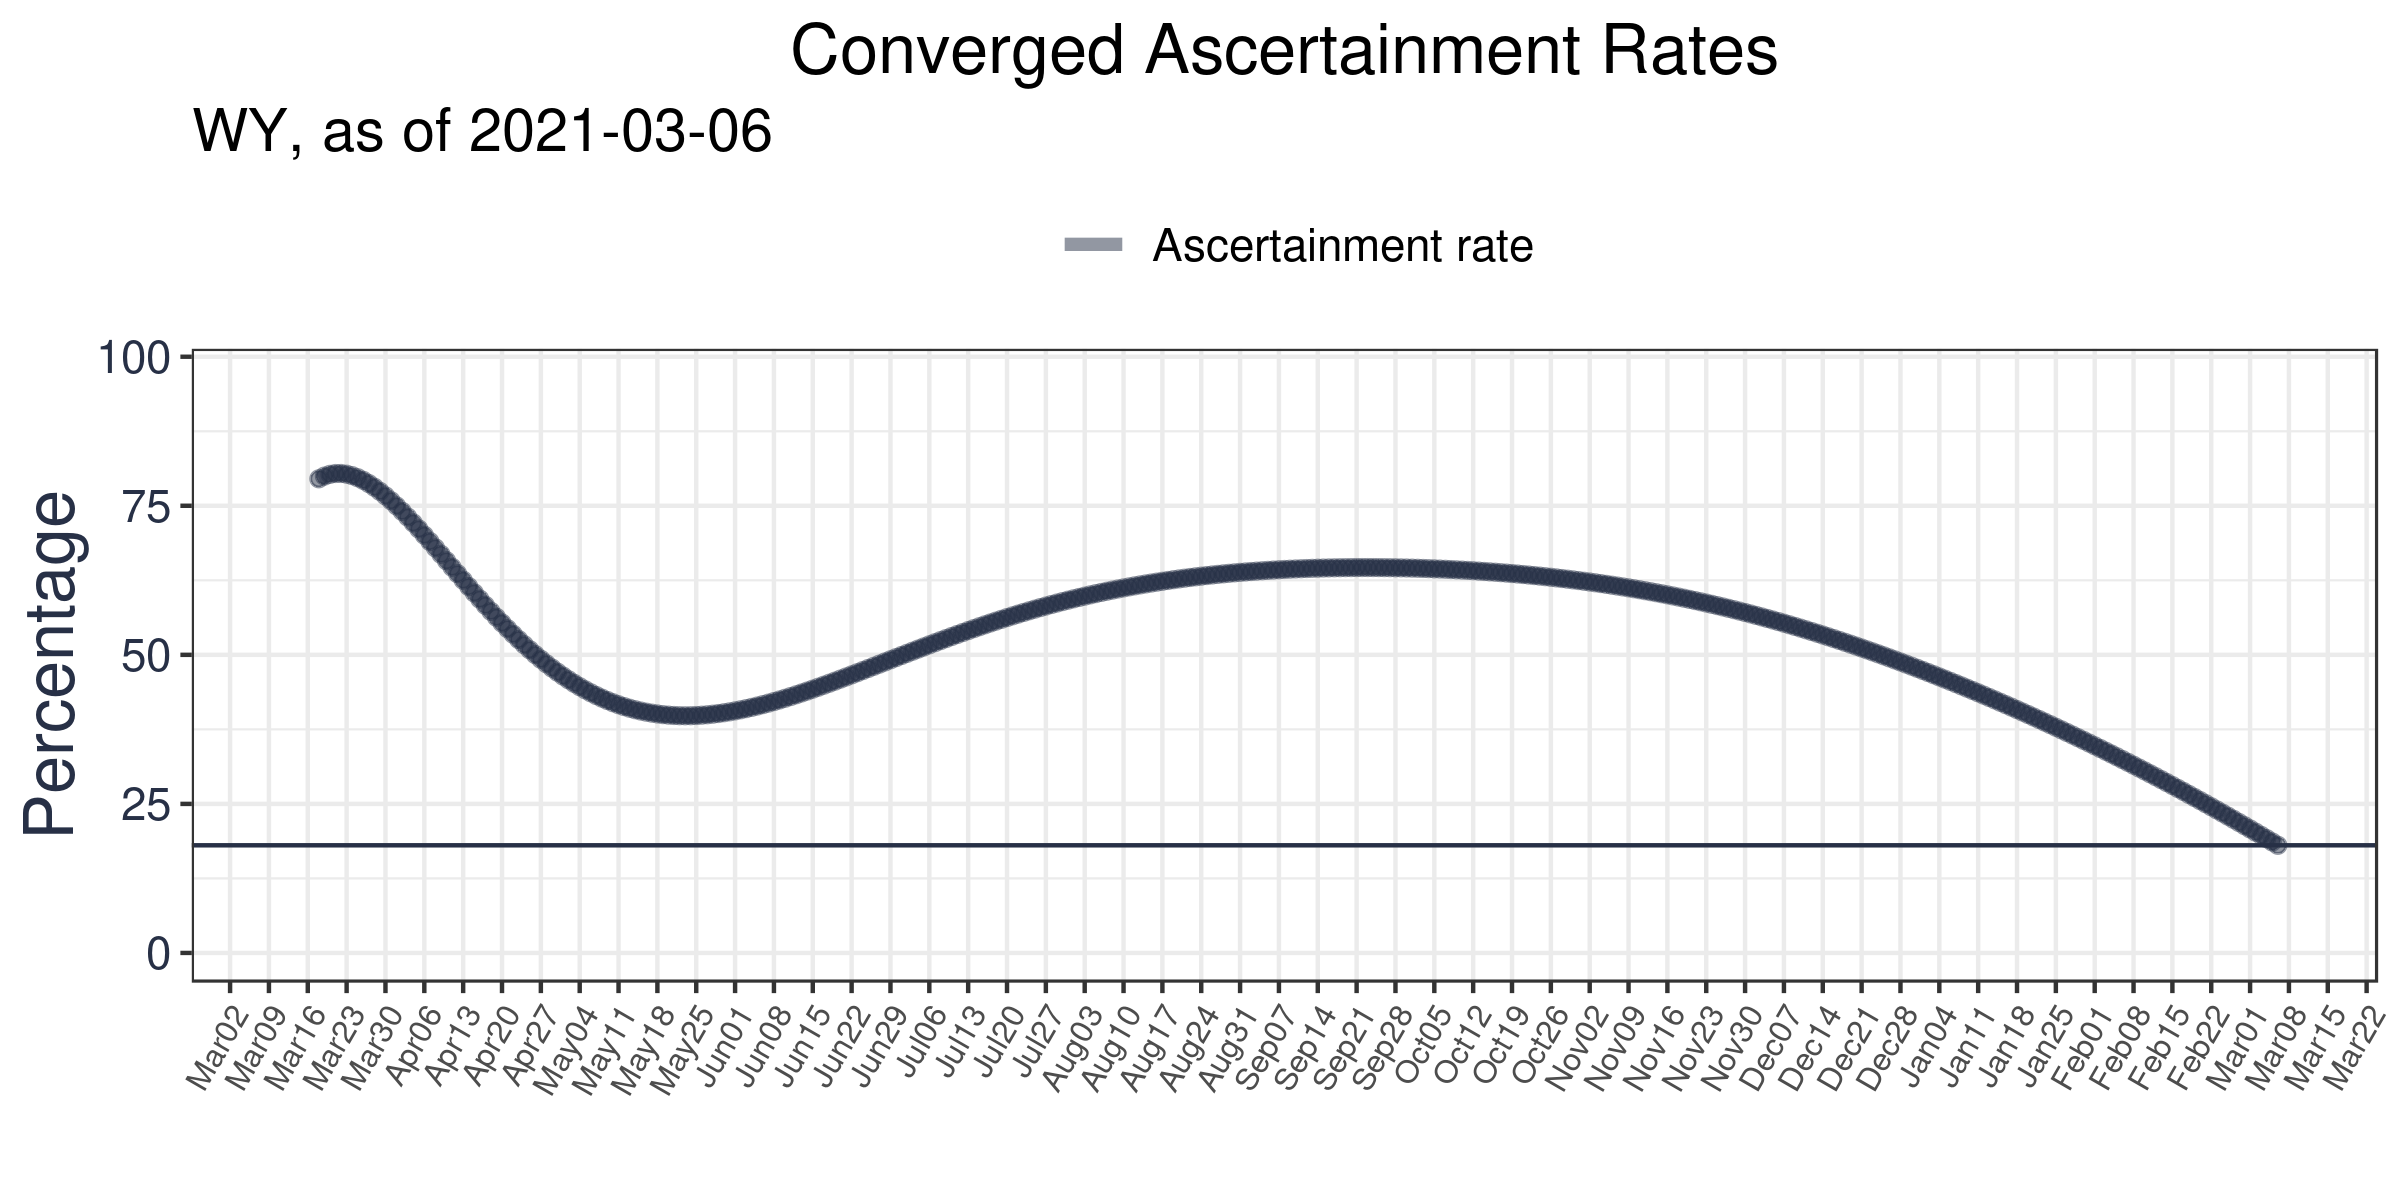 Converged Ascertainment Rates
WY, as of 2021-03-06
Ascertainment rate
Percentage
100
75
50
25
0
Mar02
Mar09
Mar16
Mar23
Mar30
Apr06
Apr13
Apr20
Apr27
May04
May11
May18
May25
Jun01
Jun08
Jun15
Jun22
Jun29
Jul06
Jul13
Jul20
Jul27
Aug03
Aug10
Aug17
Aug24
Aug31
Sep07
Sep14
Sep21
Sep28
Oct05
Oct12
Oct19
Oct26
Nov02
Nov09
Nov16
Nov23
Nov30
Dec07
Dec14
Dec21
Dec28
Jan04
Jan11
Jan18
Jan25
Feb01
Feb08
Feb15
Feb22
Mar01
Mar08
Mar15
Mar22